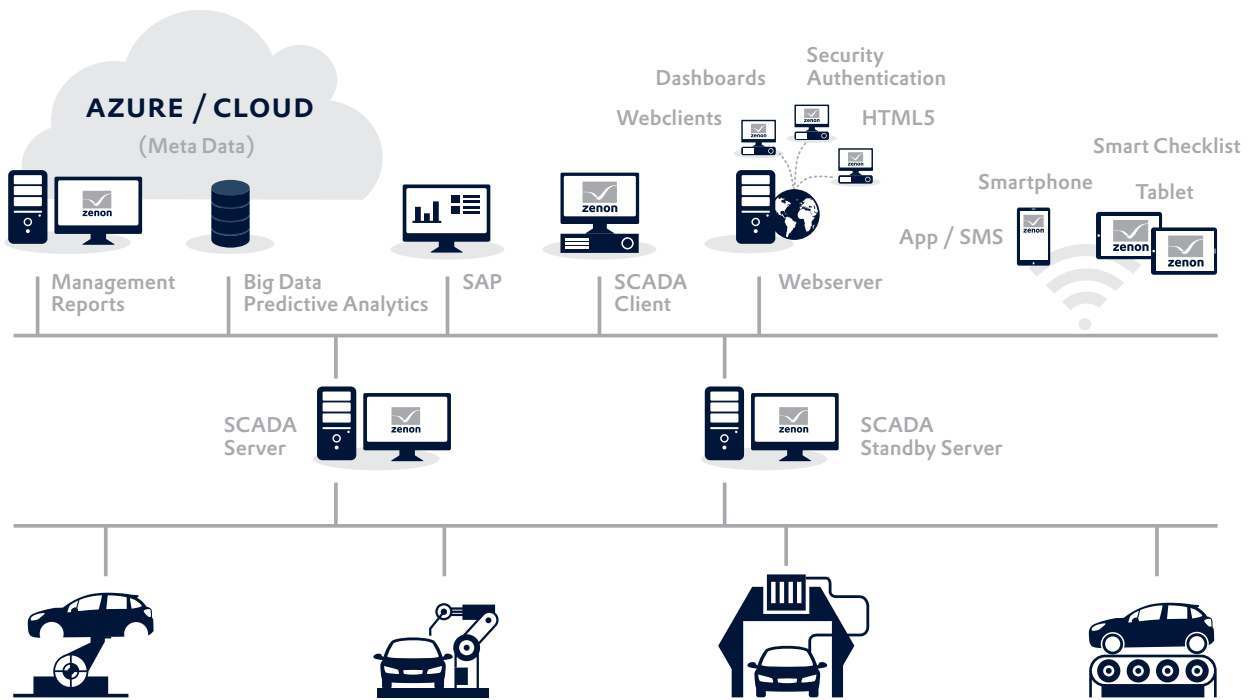 Security
Authentication
Dashboards
Webclients
HTML5
AZURE / CLOUD
(Meta Data)
Smart Checklist
Smartphone
Tablet
App / SMS
zenon
zenon
zenon
zenon
zenon
zenon
zenon
zenon
Management
Reports
Big Data
Predictive Analytics
SAP
SCADA
Client
Webserver
SCADA
Server
zenon
zenon
SCADA
Standby Server